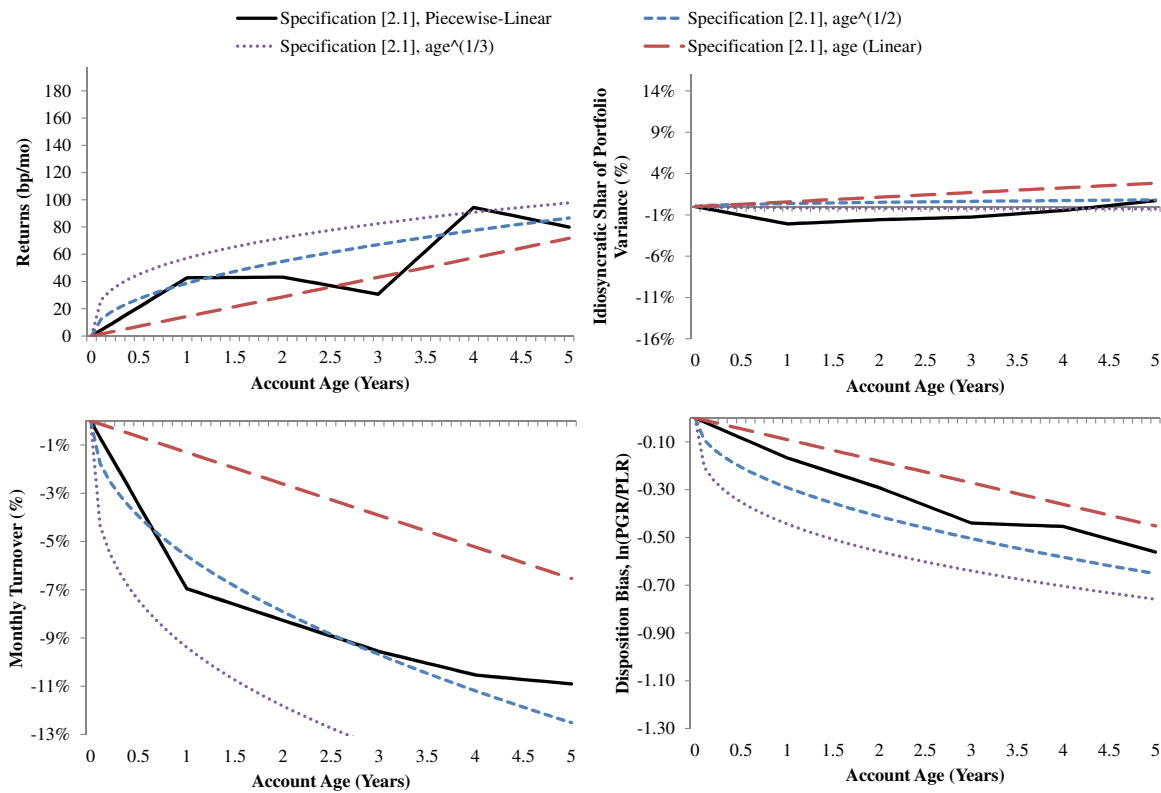 Specification [2.1], Piecewise-Linear
Specification [2.1], age^(1/2)
Specification [2.1], age^(1/3)
Specification [2.1], age (Linear)
Returns (bp/mo)
180
160
140
120
100
80
60
40
20
0
0 0.5 1 1.5 2 2.5 3 3.5 4 4.5 5
Account Age (Years)
Idiosyncratic Shar of Portfolio
Variance (%)
14%
9%
4%
-1%
-6%
-11%
-16%
0 0.5 1 1.5 2 2.5 3 3.5 4 4.5 5
Account Age (Years)
Monthly Turnover (%)
-1%
-3%
-5%
-7%
-9%
-11%
-13%
0 0.5 1 1.5 2 2.5 3 3.5 4 4.5 5
Account Age (Years)
Disposition Bias, ln(PGR/PLR)
-0.10
-0.30
-0.50
-0.70
-0.90
-1.10
-1.30
0 0.5 1 1.5 2 2.5 3 3.5 4 4.5 5
Account Age (Years)